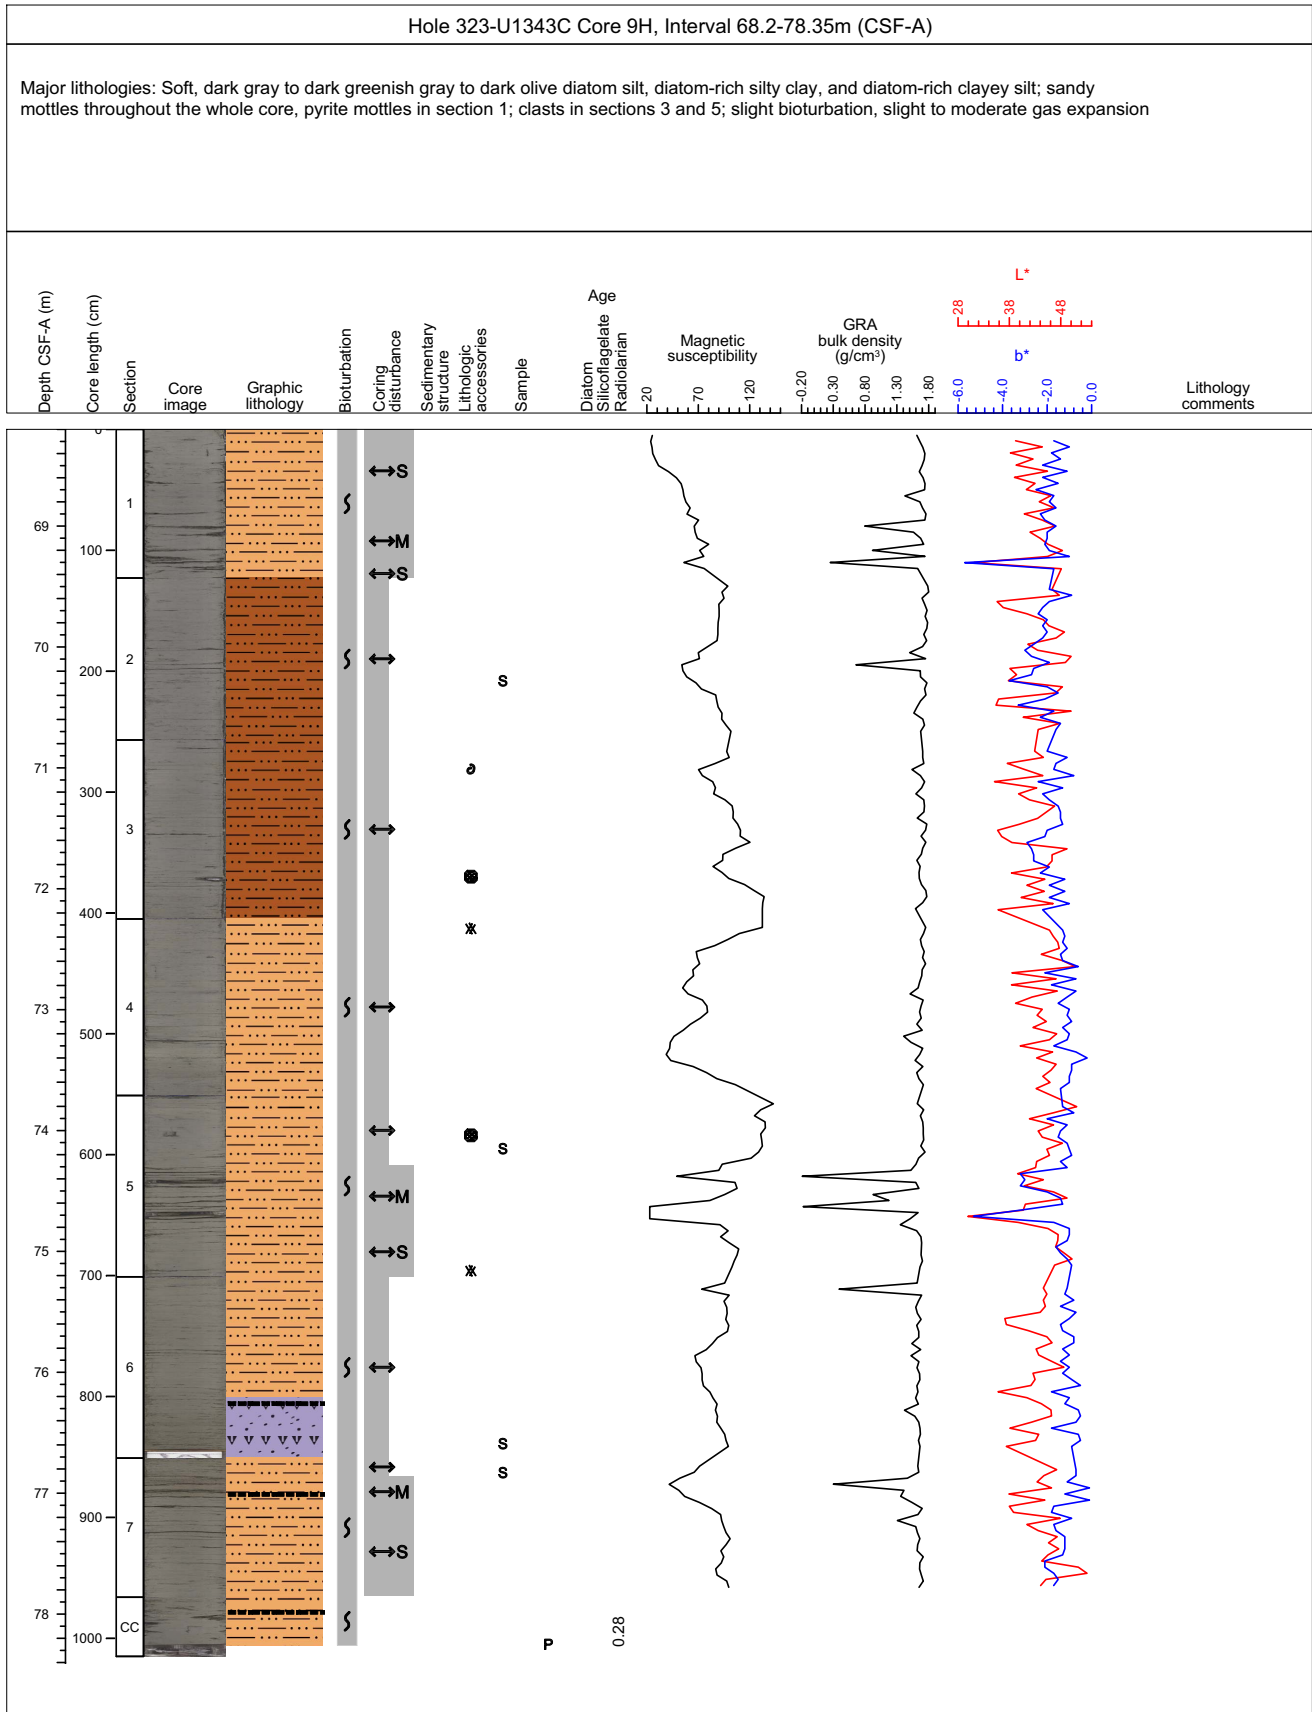 Hole 323-U1343C Core 9H, Interval 68.2-78.35m (CSF-A)
Major lithologies: Soft, dark gray to dark greenish gray to dark olive diatom silt, diatom-rich silty clay, and diatom-rich clayey silt; sandy
mottles throughout the whole core, pyrite mottles in section 1; clasts in sections 3 and 5; slight bioturbation, slight to moderate gas expansion
Depth CSF-A (m)
Core length (cm)
Section
Core
image
Graphic
lithology
Bioturbation
Coring
disturbance
Sedimentary
structure
Lithologic
accessories
Sample
Age
Diatom
Silicoflagelate
Radiolarian
Magnetic
susceptibility
20 70 120
GRA
bulk density
(g/cm³)
-0.20 0.30 0.80 1.30 1.80
L*
28 38 48
b*
-6.0 -4.0 -2.0 0.0
Lithology
comments
0
S
1
69
M
100
S
70
2
200
S
71
300
3
72
400
4
73
500
74
S
600
5
M
75
S
700
76
6
800
S
S
77
M
900
7
S
78
CC
1000
P
0.28